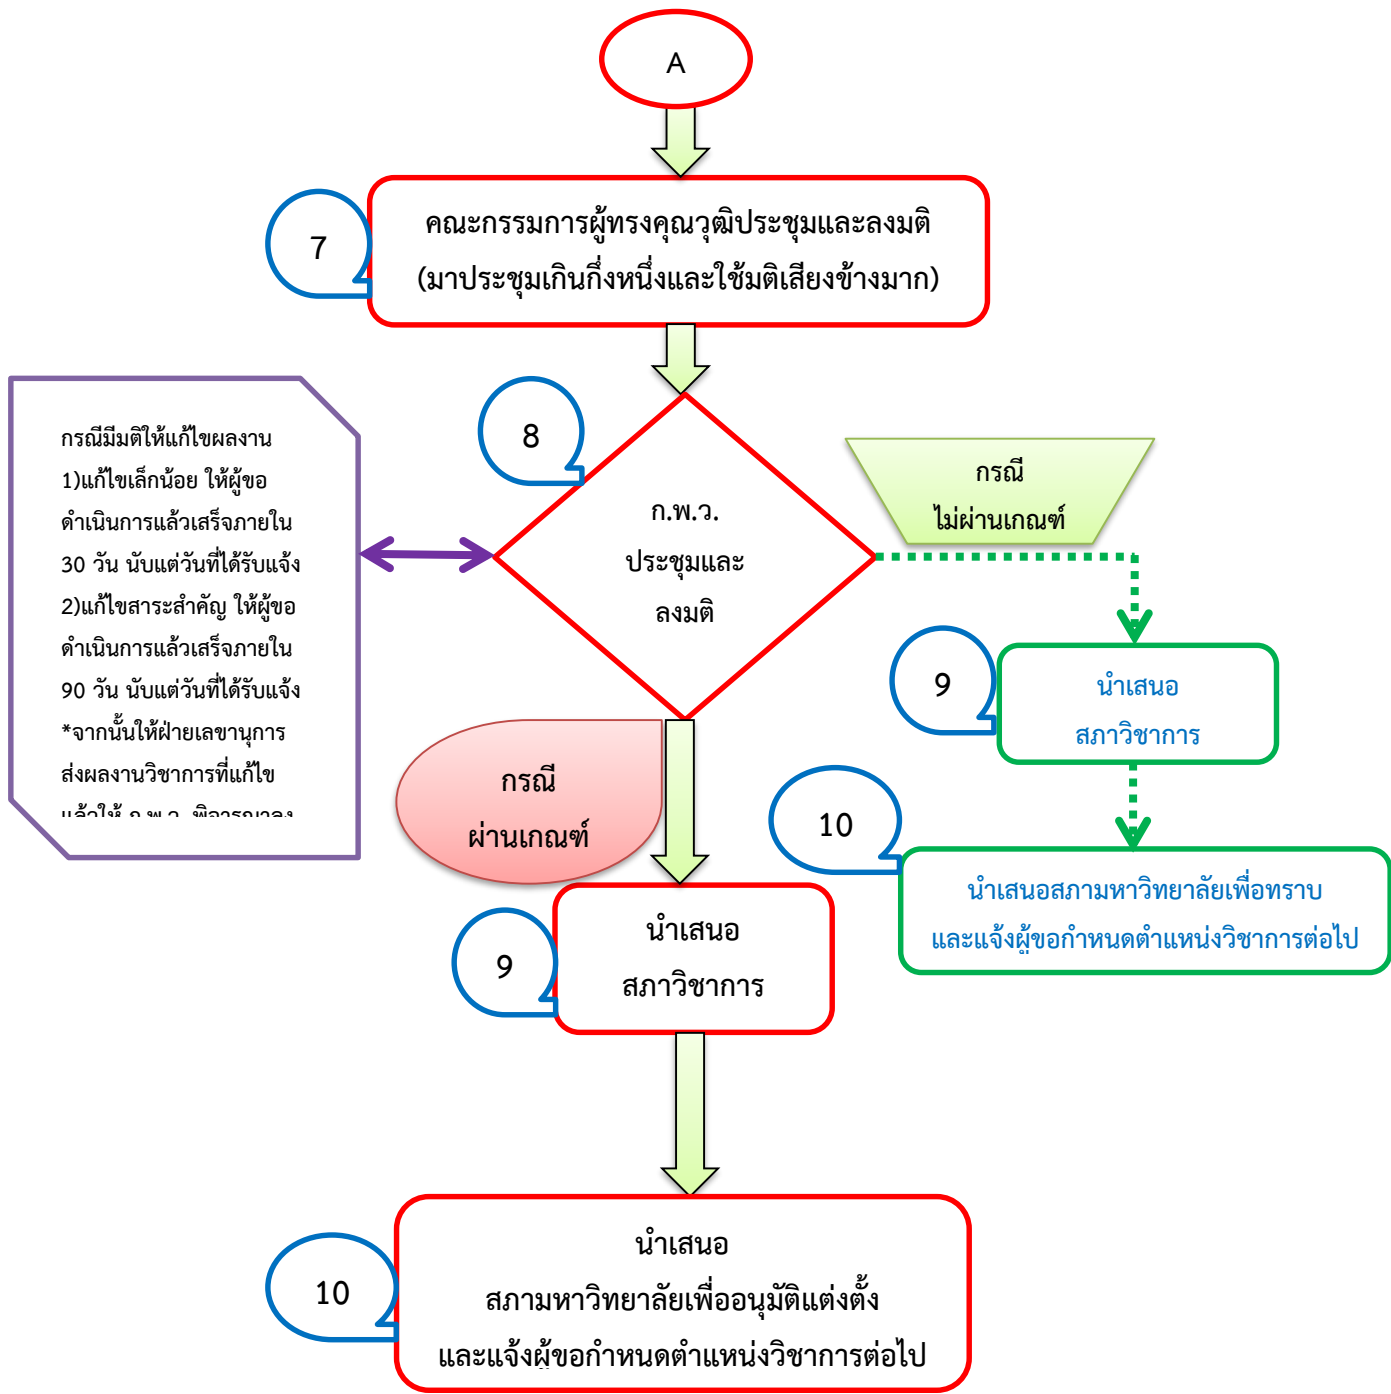 A
7
คณะกรรมการผู้ทรงคุณวุฒิประชุมและลงมติ
(มาประชุมเกินกึ่งหนึ่งและใช้มติเสียงข้างมาก)
8
ก.พ.ว.
ประชุมและ
ลงมติ
กรณีมีมติให้แก้ไขผลงาน
1)แก้ไขเล็กน้อย ให้ผู้ขอ
ดำเนินการแล้วเสร็จภายใน
30 วัน นับแต่วันที่ได้รับแจ้ง
2)แก้ไขสาระสำคัญ ให้ผู้ขอ
ดำเนินการแล้วเสร็จภายใน
90 วัน นับแต่วันที่ได้รับแจ้ง
*จากนั้นให้ฝ่ายเลขานุการ
ส่งผลงานวิชาการที่แก้ไข
แล้วให้ ก.พ.ว. พิจารณาลง
กรณี
ไม่ผ่านเกณฑ์
9
นำเสนอ
สภาวิชาการ
10
นำเสนอสภามหาวิทยาลัยเพื่อทราบ
และแจ้งผู้ขอกำหนดตำแหน่งวิชาการต่อไป
กรณี
ผ่านเกณฑ์
9
นำเสนอ
สภาวิชาการ
10
นำเสนอ
สภามหาวิทยาลัยเพื่ออนุมัติแต่งตั้ง
และแจ้งผู้ขอกำหนดตำแหน่งวิชาการต่อไป